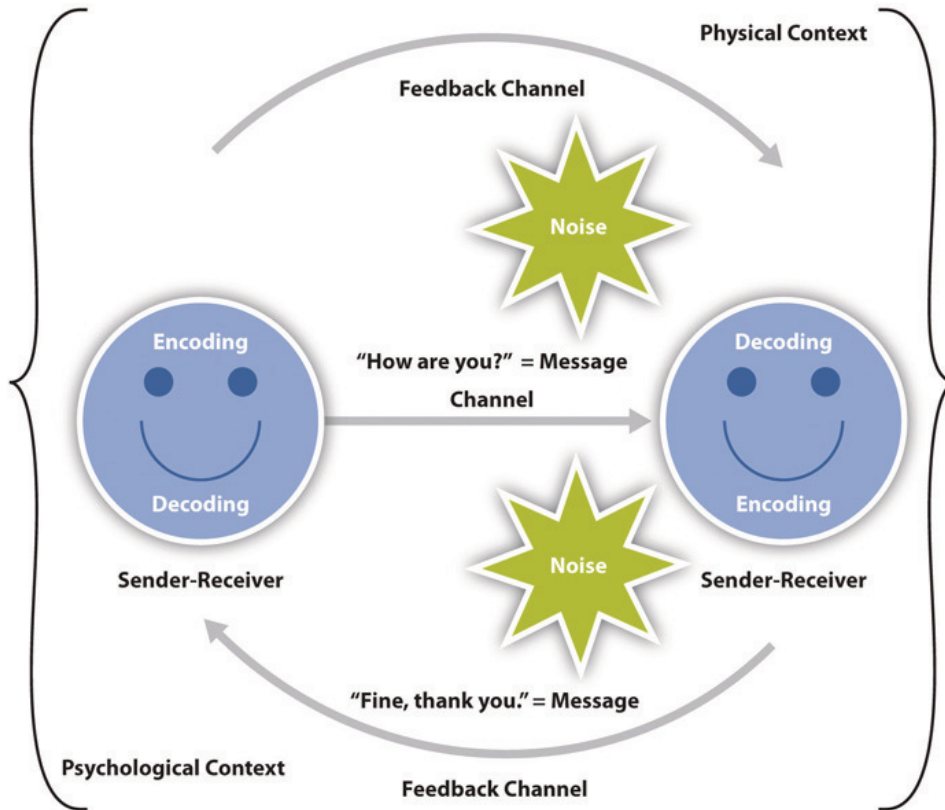 Physical Context
Feedback Channel
Noise
Encoding
Decoding
“How are you?” = Message
Channel
Decoding
Encoding
Noise
Sender-Receiver
Sender-Receiver
“Fine, thank you.” = Message
Psychological Context
Feedback Channel